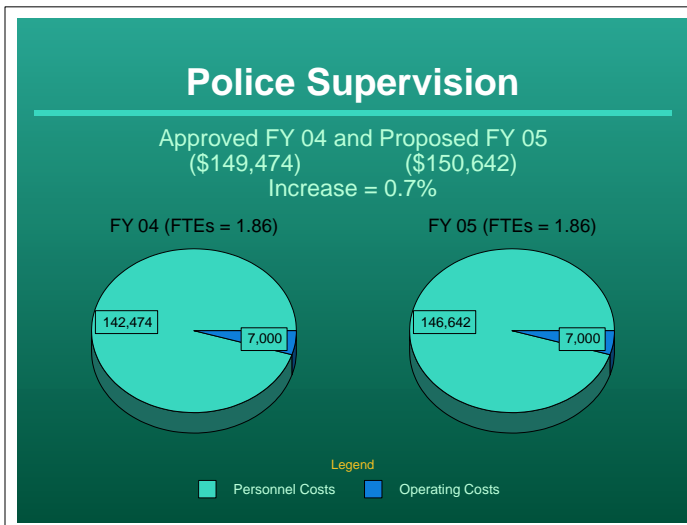 Police Supervision
Approved FY 04 and Proposed FY 05
($149,474) ($150,642)
Increase = 0.7%
FY 04 (FTEs = 1.86) FY 05 (FTEs = 1.86)
142,474 7,000 146,642 7,000
Legend
Personnel Costs Operating Costs